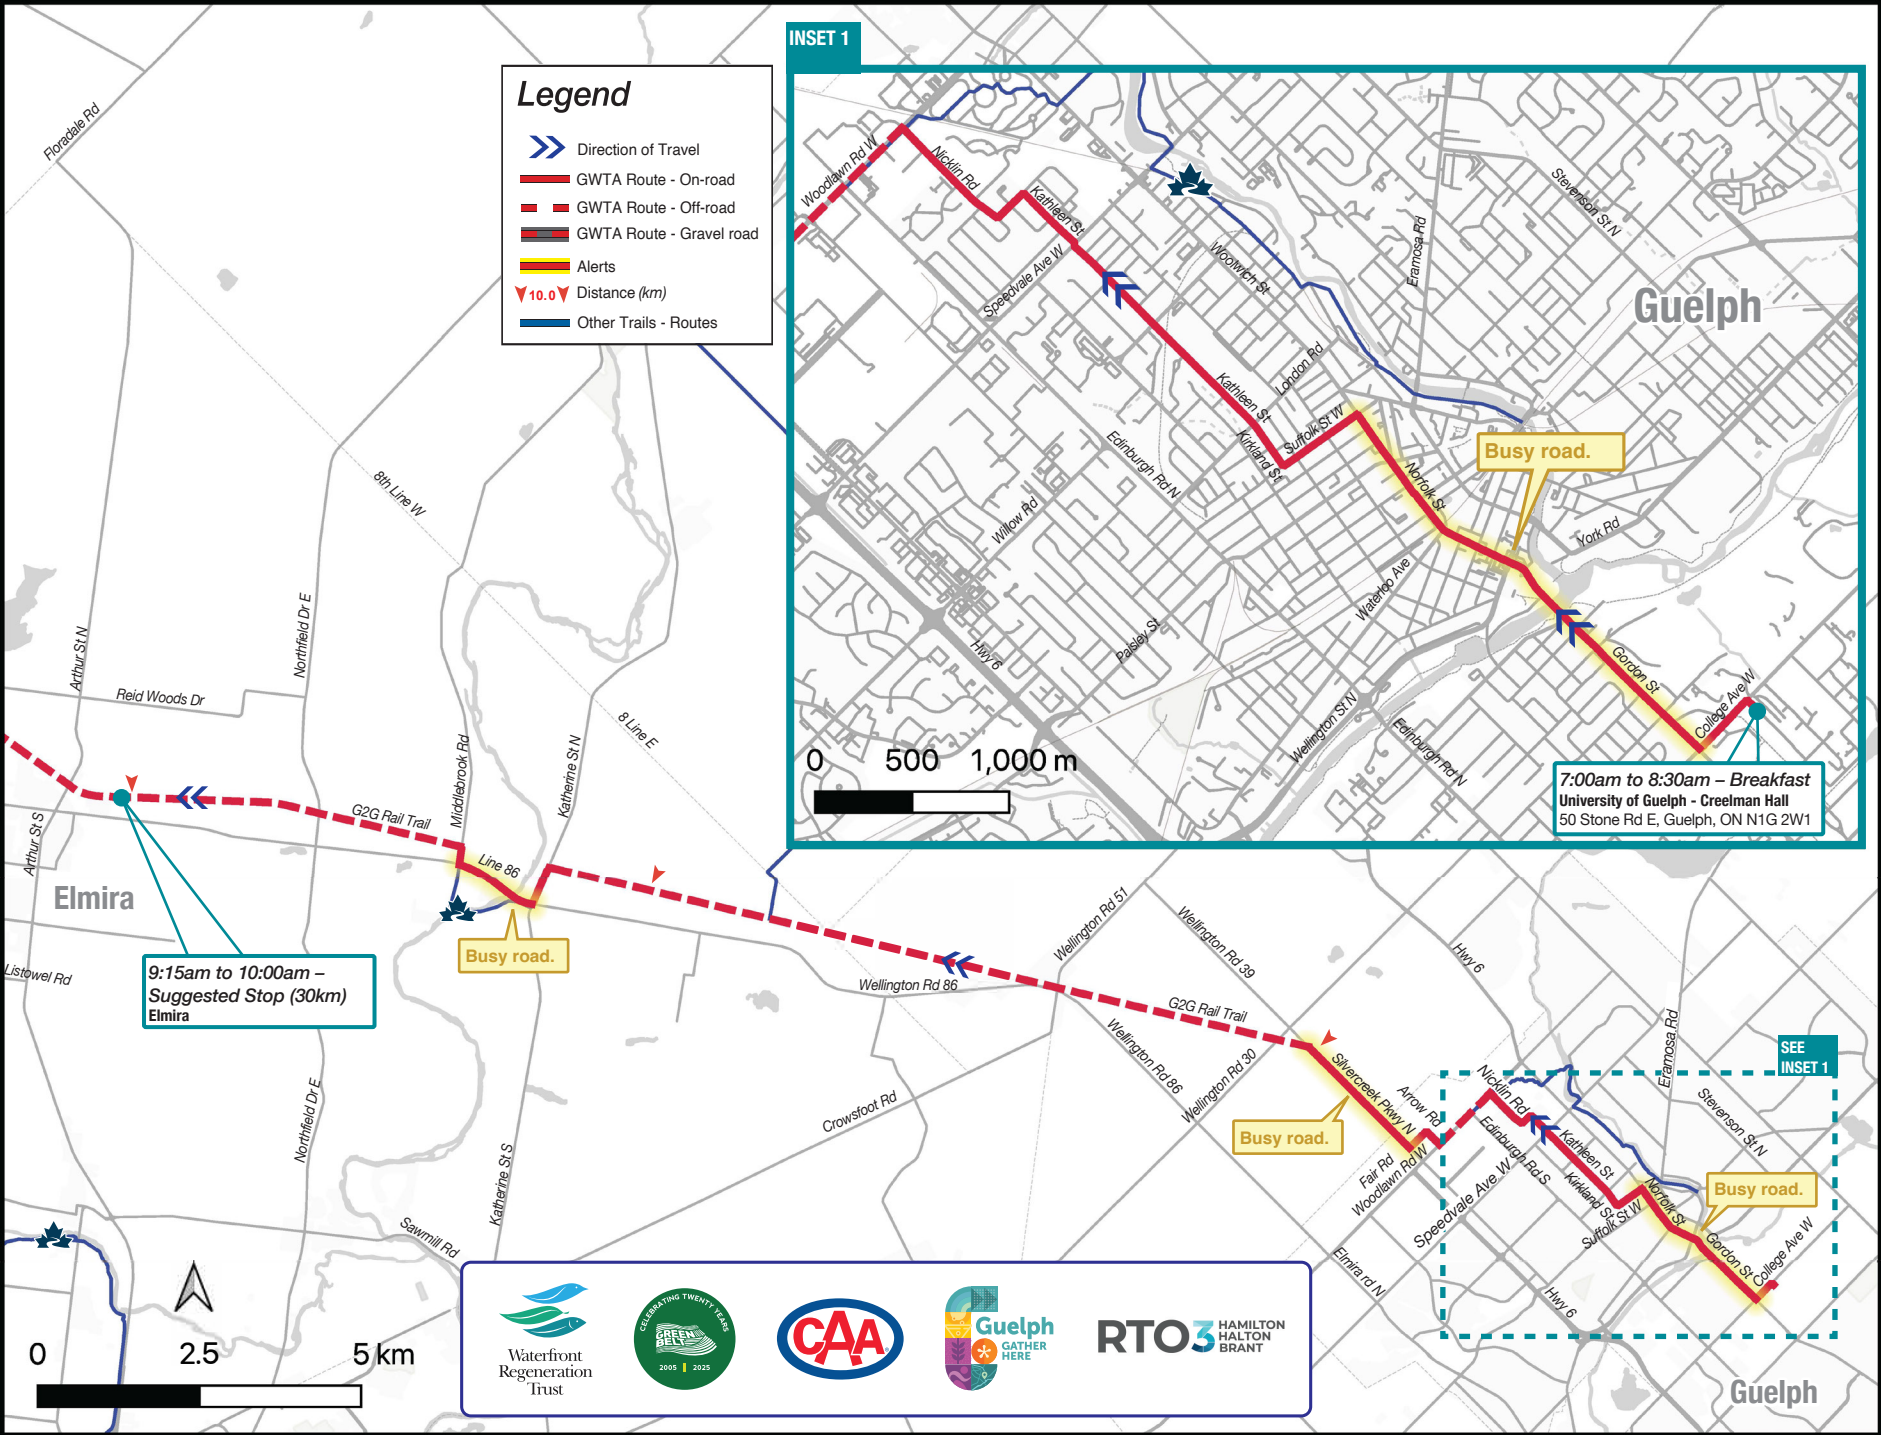 INSET 1
Legend
Direction of Travel
GWTA Route - On-road
GWTA Route - Off-road
GWTA Route - Gravel road
Alerts
10.0 Distance (km)
Other Trails - Routes
Woodlawn Rd W
Nicklin Rd
Kathleen St
Speedvale Ave W
Woolwich St
Eramosa Rd
Stevenson St N
Guelph
London Rd
Kathleen St
Kirkland St
Suffolk St W
Edinburgh Rd N
Willow Rd
Norfolk St
Busy road.
York Rd
Waterloo Ave
Paisley St
Hwy 6
Gordon St
College Ave W
Wellington St N
Edinburgh Rd N
0 500 1,000 m
7:00am to 8:30am – Breakfast
University of Guelph - Creelman Hall
50 Stone Rd E, Guelph, ON N1G 2W1
Floradale Rd
8th Line W
Northfield Dr E
Arthur St N
Reid Woods Dr
8 Line E
Middlebrook Rd
Katherine St N
G2G Rail Trail
Arthur St S
Line 86
Elmira
Busy road.
Listowel Rd
9:15am to 10:00am –
Suggested Stop (30km)
Elmira
Wellington Rd 86
Wellington Rd 51
Wellington Rd 39
Hwy 6
G2G Rail Trail
Wellington Rd 86
Wellington Rd 30
Silvercreek Pkwy N
Arrow Rd
Busy road.
Nicklin Rd
Eramosa Rd
SEE
INSET 1
Stevenson St N
Edinburgh Rd S
Kathleen St
Kirkland St
Suffolk St W
Norfolk St
Busy road.
Gordon St
College Ave W
Fair Rd
Woodlawn Rd W
Speedvale Ave W
Elmira rd N
Hwy 6
Guelph
Crowsfoot Rd
Northfield Dr E
Katherine St S
Sawmill Rd
0 2.5 5 km
Waterfront
Regeneration
Trust
CELEBRATING TWENTY YEARS
GREEN
BELT
2005 | 2025
CAA
Guelph
GATHER
HERE
RTO3
HAMILTON
HALTON
BRANT